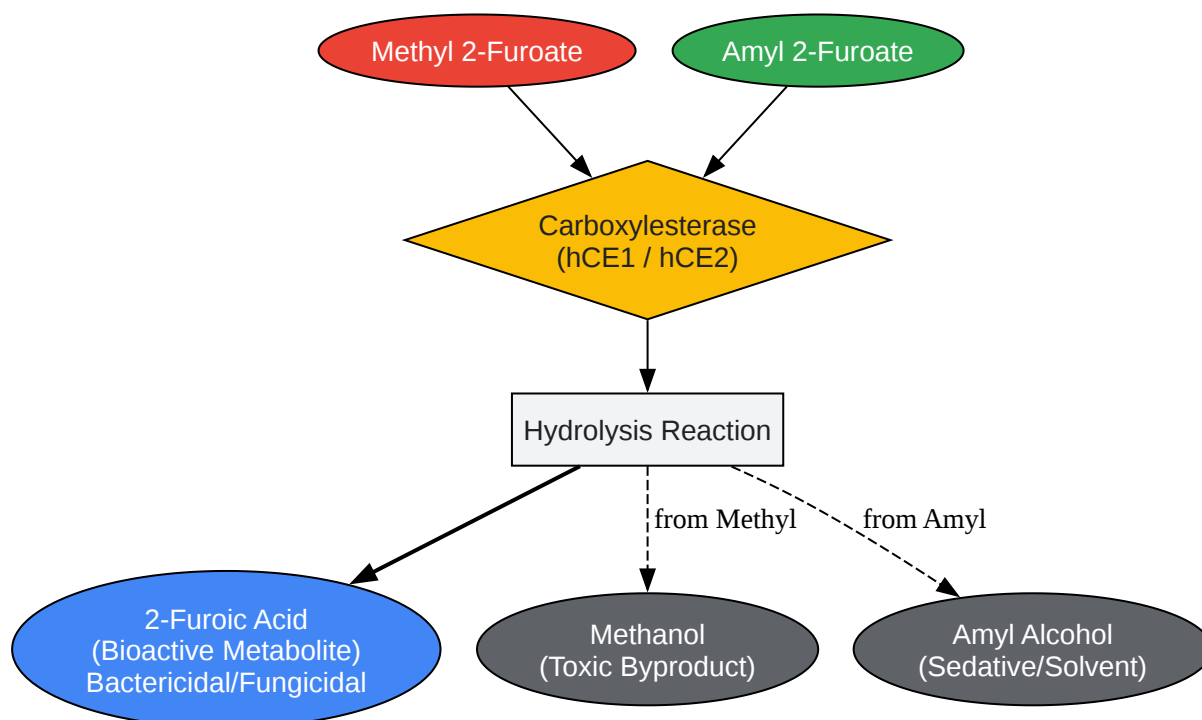 Methyl 2-Furoate
Amyl 2-Furoate
Carboxylesterase
(hCE1 / hCE2)
Hydrolysis Reaction
from Methyl
from Amyl
2-Furoic Acid
(Bioactive Metabolite)
Bactericidal/Fungicidal
Methanol
(Toxic Byproduct)
Amyl Alcohol
(Sedative/Solvent)